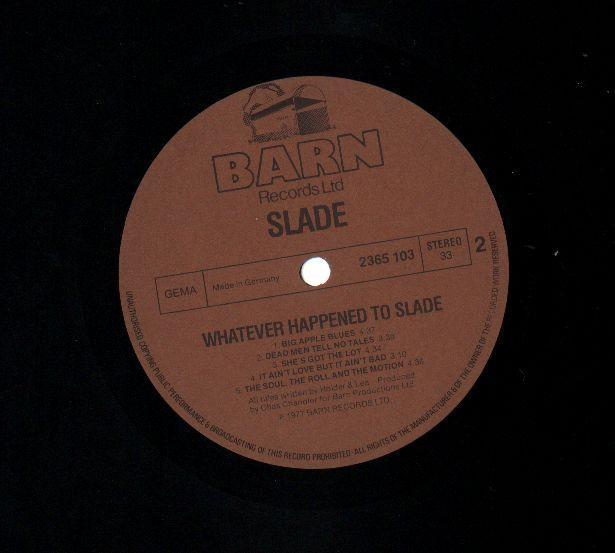 BARN
Records Ltd
SLADE
GEMA
Made in Germany
2365 103
STEREO
33
2
WHATEVER HAPPENED TO SLADE
1. BIG APPLE BLUES 4.37
2. DEAD MEN TELL NO TALES 3.39
3. SHE'S GOT THE LOT 4.34
4. IT AIN'T LOVE BUT IT AIN'T BAD 3.10
5. THE SOUL, THE ROLL AND THE MOTION 4.36
All titles written by Holder & Lea Produced
by Chas Chandler for Barn Productions Ltd.
℗ 1977 BARN RECORDS LTD.
UNAUTHORISED COPYING PUBLIC PERFORMANCE & BROADCASTING OF THIS RECORD PROHIBITED · ALL RIGHTS OF THE MANUFACTURER & OF THE OWNER OF THE WORK RESERVED